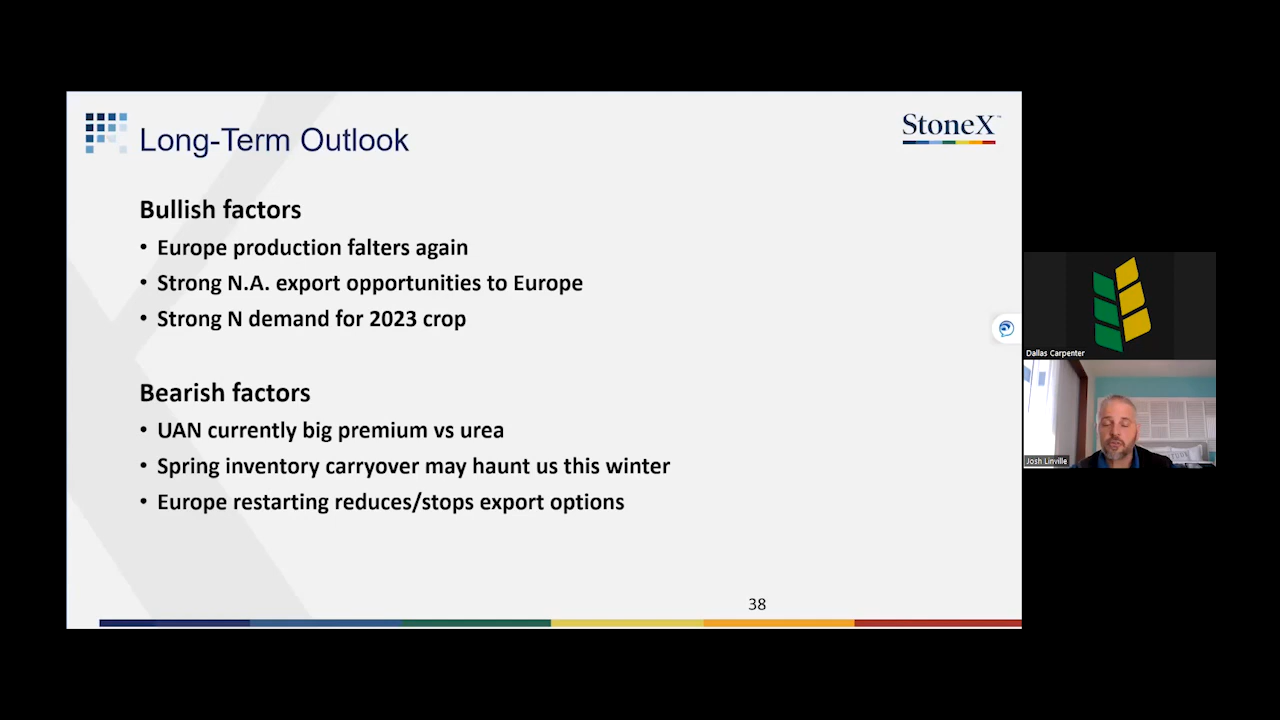 Long-Term Outlook
StoneX™
Bullish factors
• Europe production falters again
• Strong N.A. export opportunities to Europe
• Strong N demand for 2023 crop
Bearish factors
• UAN currently big premium vs urea
• Spring inventory carryover may haunt us this winter
• Europe restarting reduces/stops export options
38
Dallas Carpenter
Josh Linville